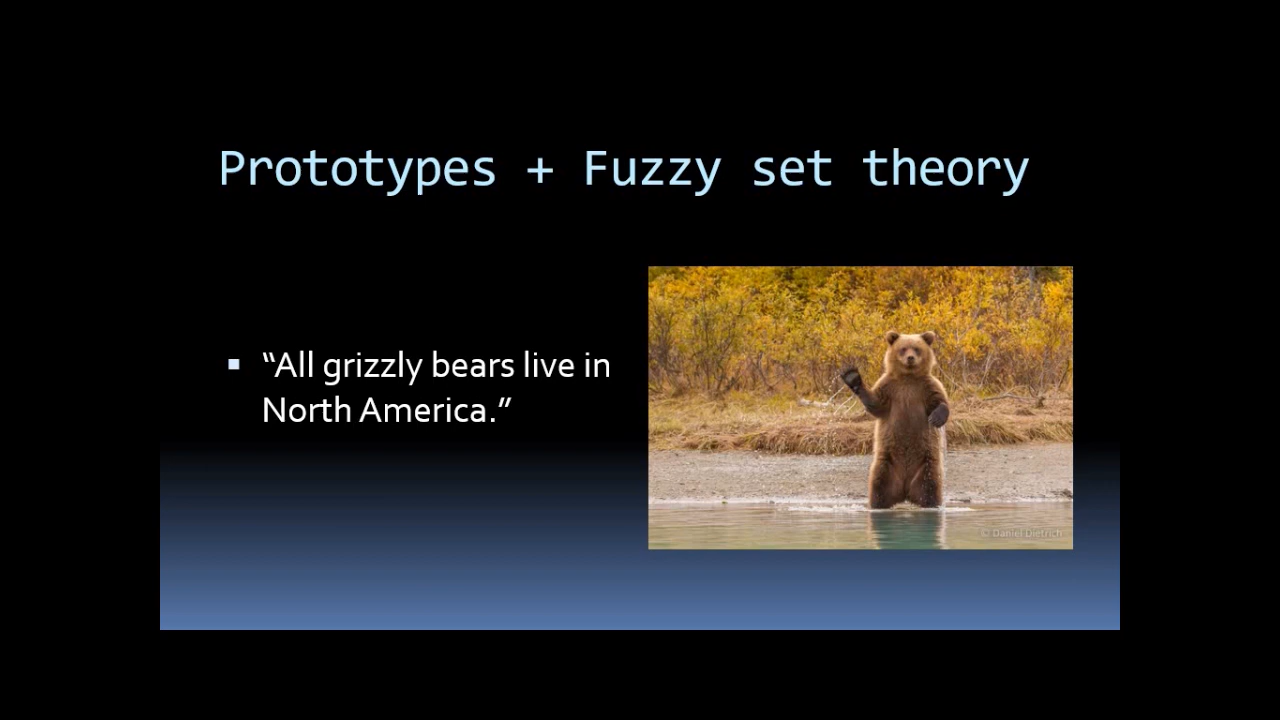 Prototypes + Fuzzy set theory
“All grizzly bears live in
North America.”
© Daniel Dietrich